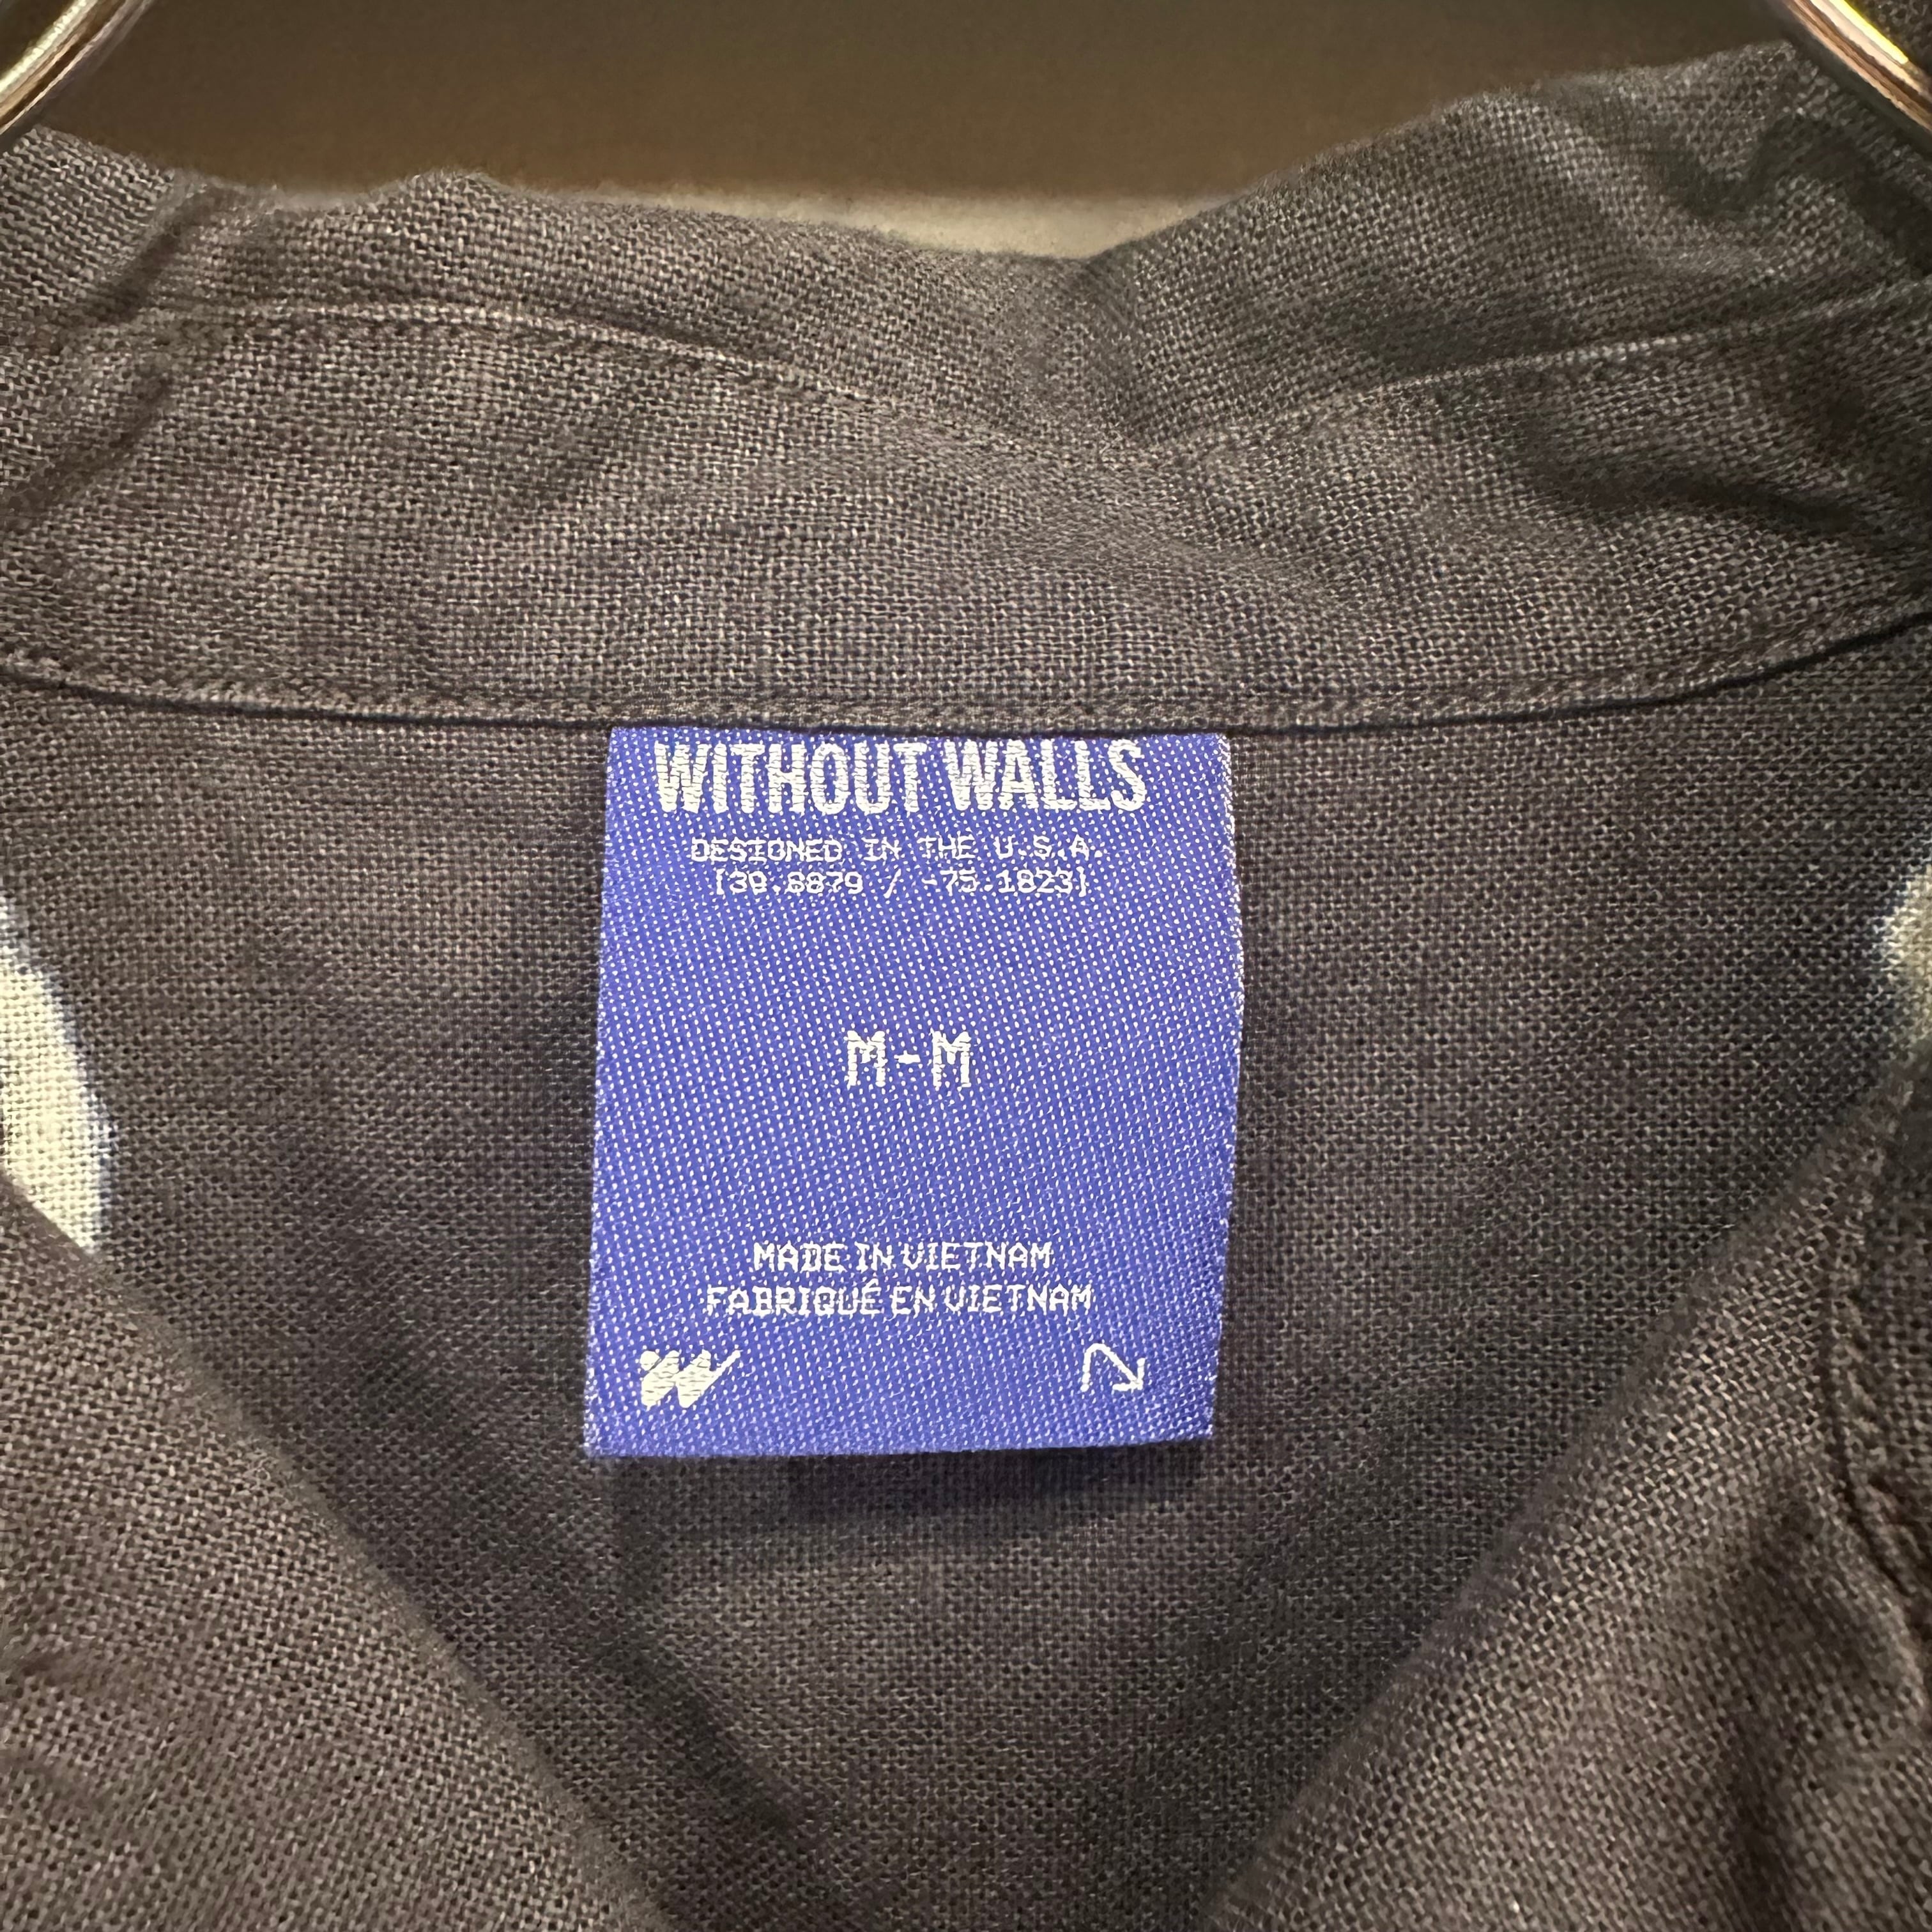 WITHOUT WALLS
DESIGNED IN THE U.S.A.
[39.8879 / -75.1823]
M-M
MADE IN VIETNAM
FABRIQUÉ EN VIETNAM